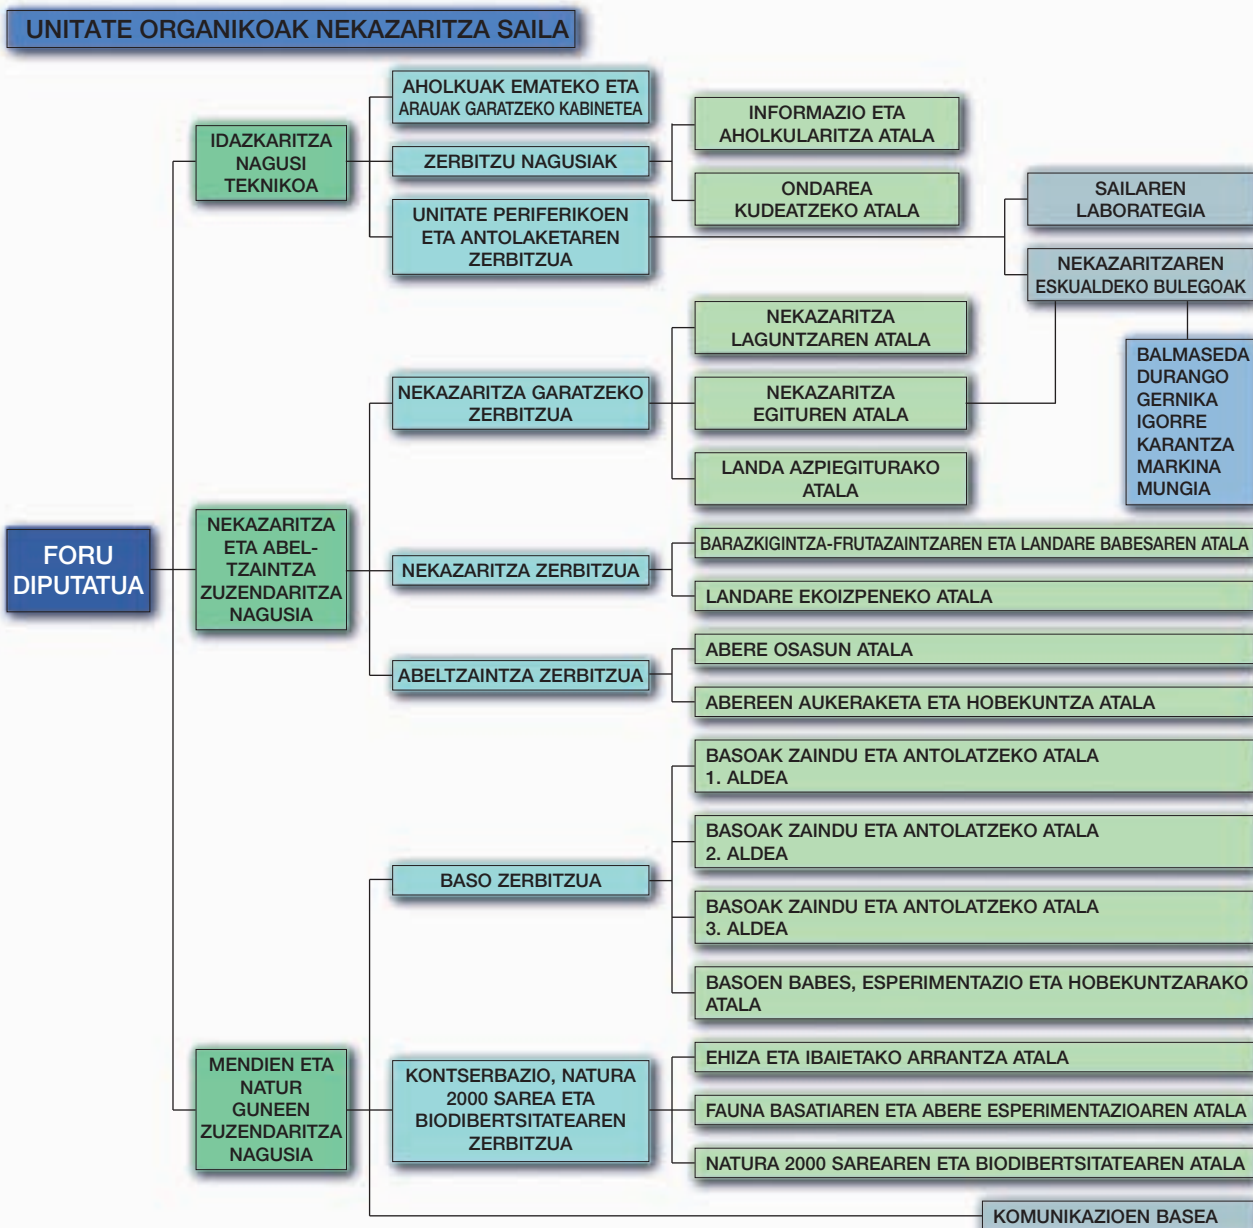 UNITATE ORGANIKOAK NEKAZARITZA SAILA
AHOLKUAK EMATEKO ETA
ARAUAK GARATZEKO KABINETEA
IDAZKARITZA
NAGUSI
TEKNIKOA
ZERBITZU NAGUSIAK
INFORMAZIO ETA
AHOLKULARITZA ATALA
ONDAREA
KUDEATZEKO ATALA
UNITATE PERIFERIKOEN
ETA ANTOLAKETAREN
ZERBITZUA
SAILAREN
LABORATEGIA
NEKAZARITZAREN
ESKUALDEKO BULEGOAK
BALMASEDA
DURANGO
GERNIKA
IGORRE
KARANTZA
MARKINA
MUNGIA
NEKAZARITZA
LAGUNTZAREN ATALA
NEKAZARITZA GARATZEKO
ZERBITZUA
NEKAZARITZA
EGITUREN ATALA
LANDA AZPIEGITURAKO
ATALA
FORU
DIPUTATUA
NEKAZARITZA
ETA ABEL-
TZAINTZA
ZUZENDARITZA
NAGUSIA
NEKAZARITZA ZERBITZUA
BARAZKIGINTZA-FRUTAZAINTZAREN ETA LANDARE BABESAREN ATALA
LANDARE EKOIZPENEKO ATALA
ABELTZAINTZA ZERBITZUA
ABERE OSASUN ATALA
ABEREEN AUKERAKETA ETA HOBEKUNTZA ATALA
BASOAK ZAINDU ETA ANTOLATZEKO ATALA
1. ALDEA
BASOAK ZAINDU ETA ANTOLATZEKO ATALA
2. ALDEA
BASO ZERBITZUA
BASOAK ZAINDU ETA ANTOLATZEKO ATALA
3. ALDEA
BASOEN BABES, ESPERIMENTAZIO ETA HOBEKUNTZARAKO
ATALA
MENDIEN ETA
NATUR
GUNEEN
ZUZENDARITZA
NAGUSIA
KONTSERBAZIO, NATURA
2000 SAREA ETA
BIODIBERTSITATEAREN
ZERBITZUA
EHIZA ETA IBAIETAKO ARRANTZA ATALA
FAUNA BASATIAREN ETA ABERE ESPERIMENTAZIOAREN ATALA
NATURA 2000 SAREAREN ETA BIODIBERTSITATEAREN ATALA
KOMUNIKAZIOEN BASEA